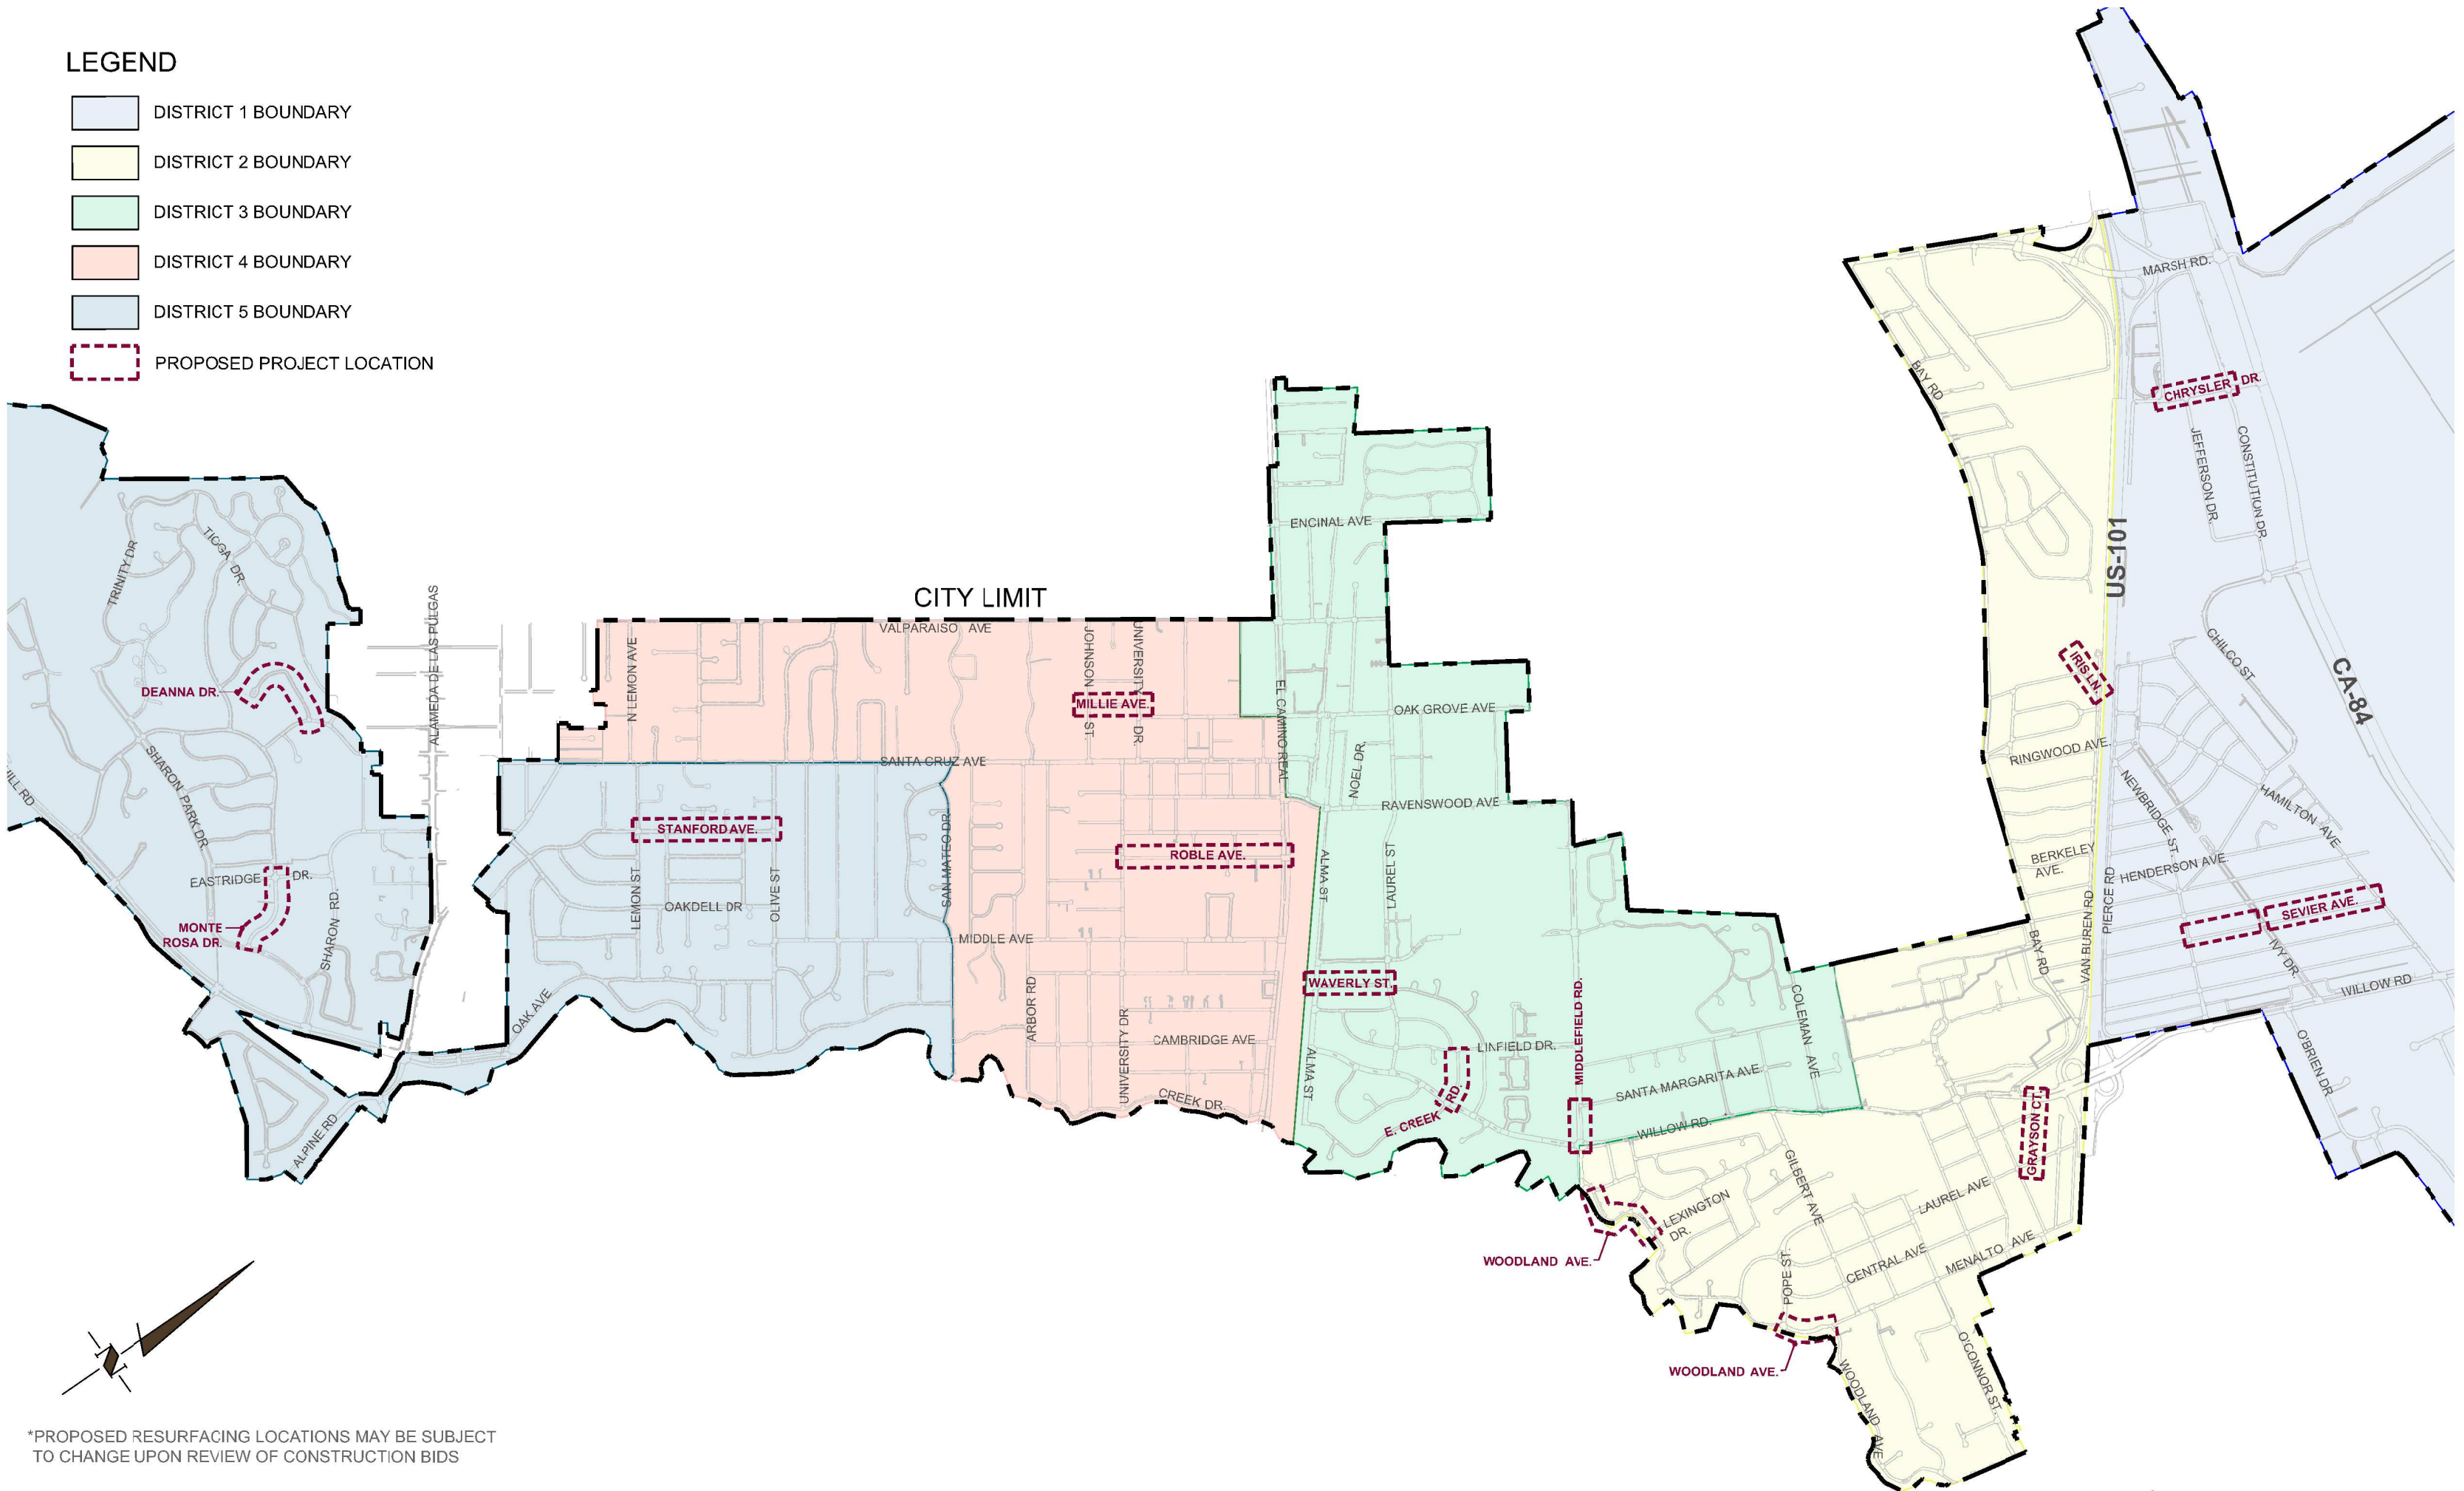 LEGEND
DISTRICT 1 BOUNDARY
DISTRICT 2 BOUNDARY
DISTRICT 3 BOUNDARY
DISTRICT 4 BOUNDARY
DISTRICT 5 BOUNDARY
PROPOSED PROJECT LOCATION
CITY LIMIT
TRINITY DR
TIOGA DR.
DEANNA DR.
SHARON PARK DR.
EASTRIDGE DR.
MONTE
ROSA DR.
SHARON RD.
ALAMEDA DE LAS PULGAS
ALPINE RD
OAK AVE
N LEMON AVE
VALPARAISO AVE
JOHNSON ST.
UNIVERSITY DR.
MILLIE AVE.
SANTA CRUZ AVE
STANFORD AVE.
LEMON ST
OAKDELL DR
OLIVE ST
SAN MATEO DR.
MIDDLE AVE
ROBLE AVE.
ARBOR RD
UNIVERSITY DR
CAMBRIDGE AVE
CREEK DR.
EL CAMINO REAL
ENCINAL AVE
OAK GROVE AVE
NOEL DR.
RAVENSWOOD AVE
ALMA ST
LAUREL ST
WAVERLY ST.
ALMA ST
E. CREEK RD.
LINFIELD DR.
MIDDLEFIELD RD.
COLEMAN AVE
SANTA MARGARITA AVE.
WILLOW RD.
WOODLAND AVE.
LEXINGTON
DR.
GILBERT AVE
POPE ST.
WOODLAND AVE.
WOODLAND AVE
CENTRAL AVE
LAUREL AVE
MENALTO AVE
O'CONNOR ST.
GRAYSON CT.
BAY RD
MARSH RD.
CHRYSLER DR.
JEFFERSON DR.
CONSTITUTION DR.
US-101
CHILCO ST
CA-84
IRIS LN.
RINGWOOD AVE.
NEWBRIDGE ST.
HAMILTON AVE
BERKELEY
AVE.
HENDERSON AVE.
PIERCE RD
VAN BUREN RD
BAY RD
SEVIER AVE.
IVY DR.
WILLOW RD
O'BRIEN DR
*PROPOSED RESURFACING LOCATIONS MAY BE SUBJECT
TO CHANGE UPON REVIEW OF CONSTRUCTION BIDS